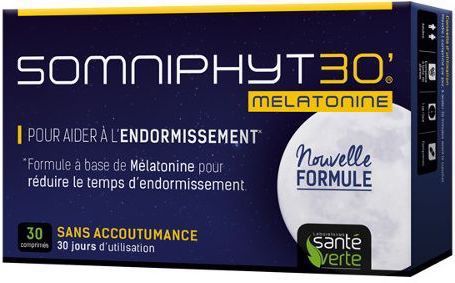 SOMNIPHYT30'®
MELATONINE
POUR AIDER À L'ENDORMISSEMENT*
*Formule à base de Mélatonine pour
réduire le temps d'endormissement.
Nouvelle
FORMULE
30
comprimés
SANS ACCOUTUMANCE
30 jours d'utilisation
LABORATOIRES
santé
verte